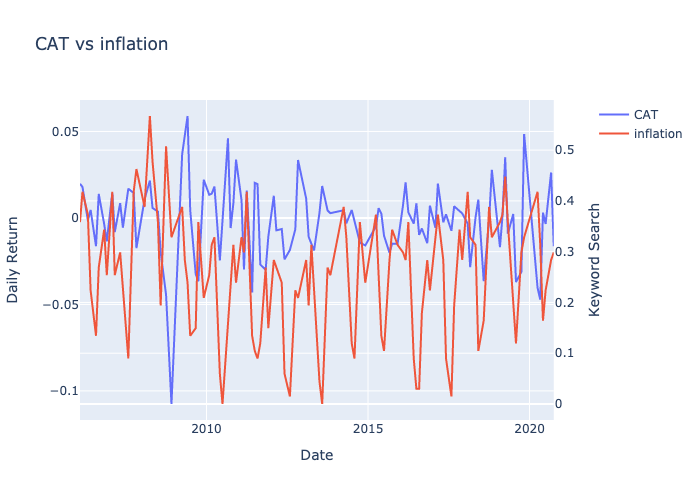 CAT vs inflation
CAT
inflation
0.05
0
−0.05
−0.1
0.5
0.4
0.3
0.2
0.1
0
2010
2015
2020
Date
Daily Return
Keyword Search